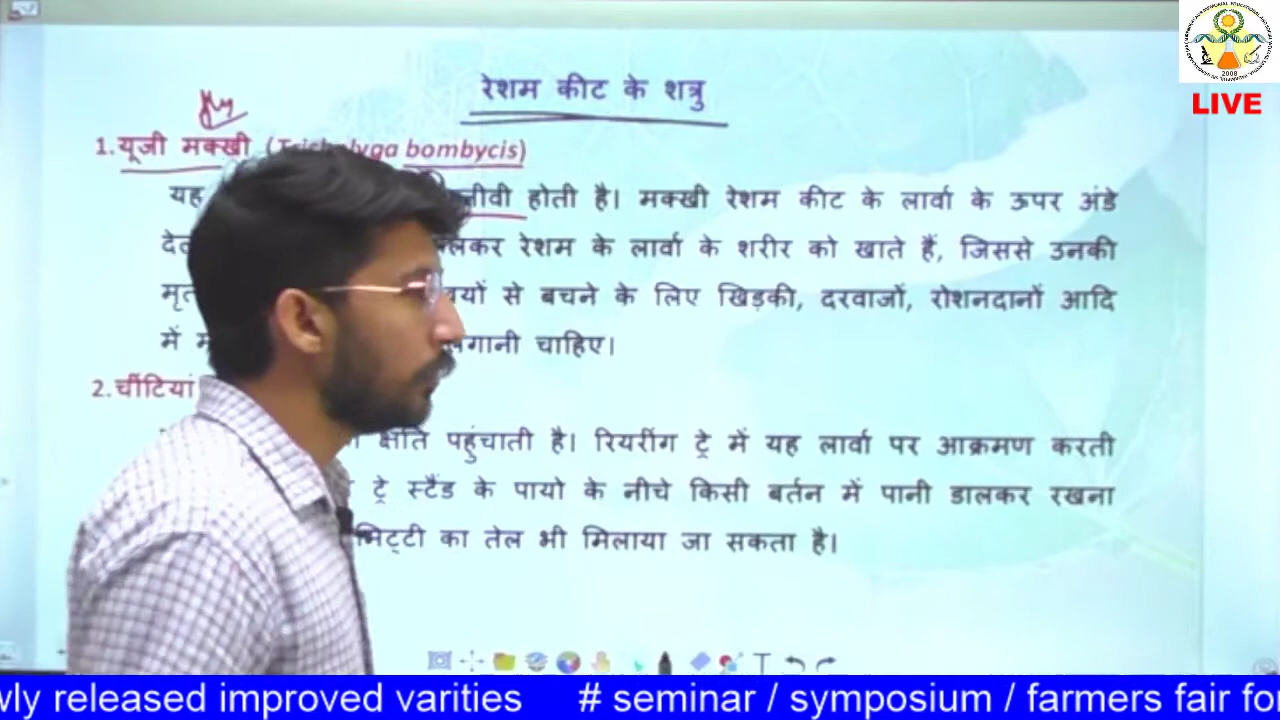 रेशम कीट के शत्रु
1.यूजी मक्खी ( bombycis)
यह जीवी होती है। मक्खी रेशम कीट के लार्वा के ऊपर अंडे
रेशम के लार्वा के शरीर को खाते हैं, जिससे उनकी
से बचने के लिए खिड़की, दरवाजों, रोशनदानों आदि
में लगानी चाहिए।
2.चींटियां
क्षति पहुंचाती है। रियरींग ट्रे में यह लार्वा पर आक्रमण करती
ट्रे स्टैंड के पायो के नीचे किसी बर्तन में पानी डालकर रखना
मिट्टी का तेल भी मिलाया जा सकता है।
2008
LIVE
wly released improved varities # seminar / symposium / farmers fair for